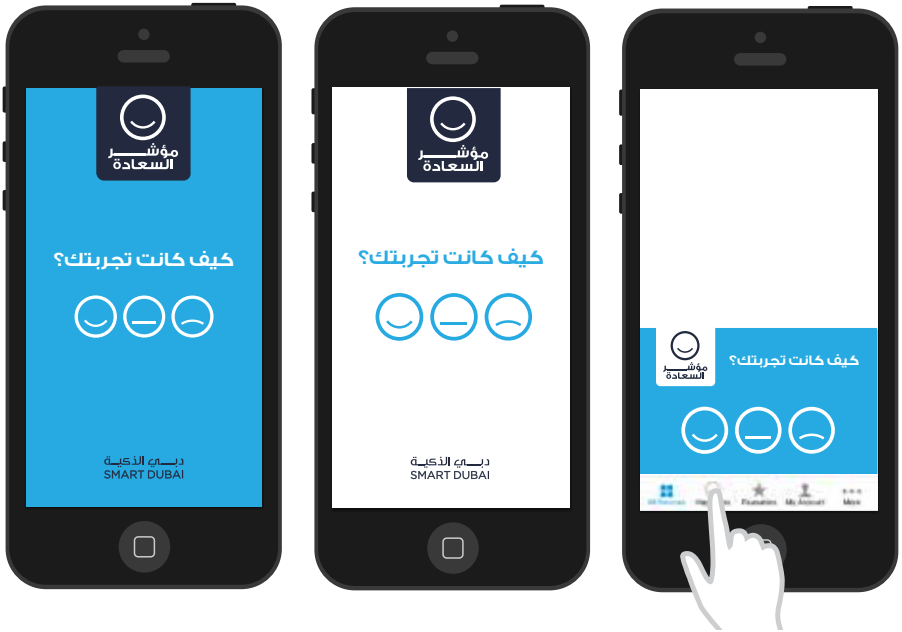 مؤشر
السعادة
كيف كانت تجربتك؟
دبي الذكية
SMART DUBAI
مؤشر
السعادة
كيف كانت تجربتك؟
دبي الذكية
SMART DUBAI
مؤشر
السعادة
كيف كانت تجربتك؟
My Account
More